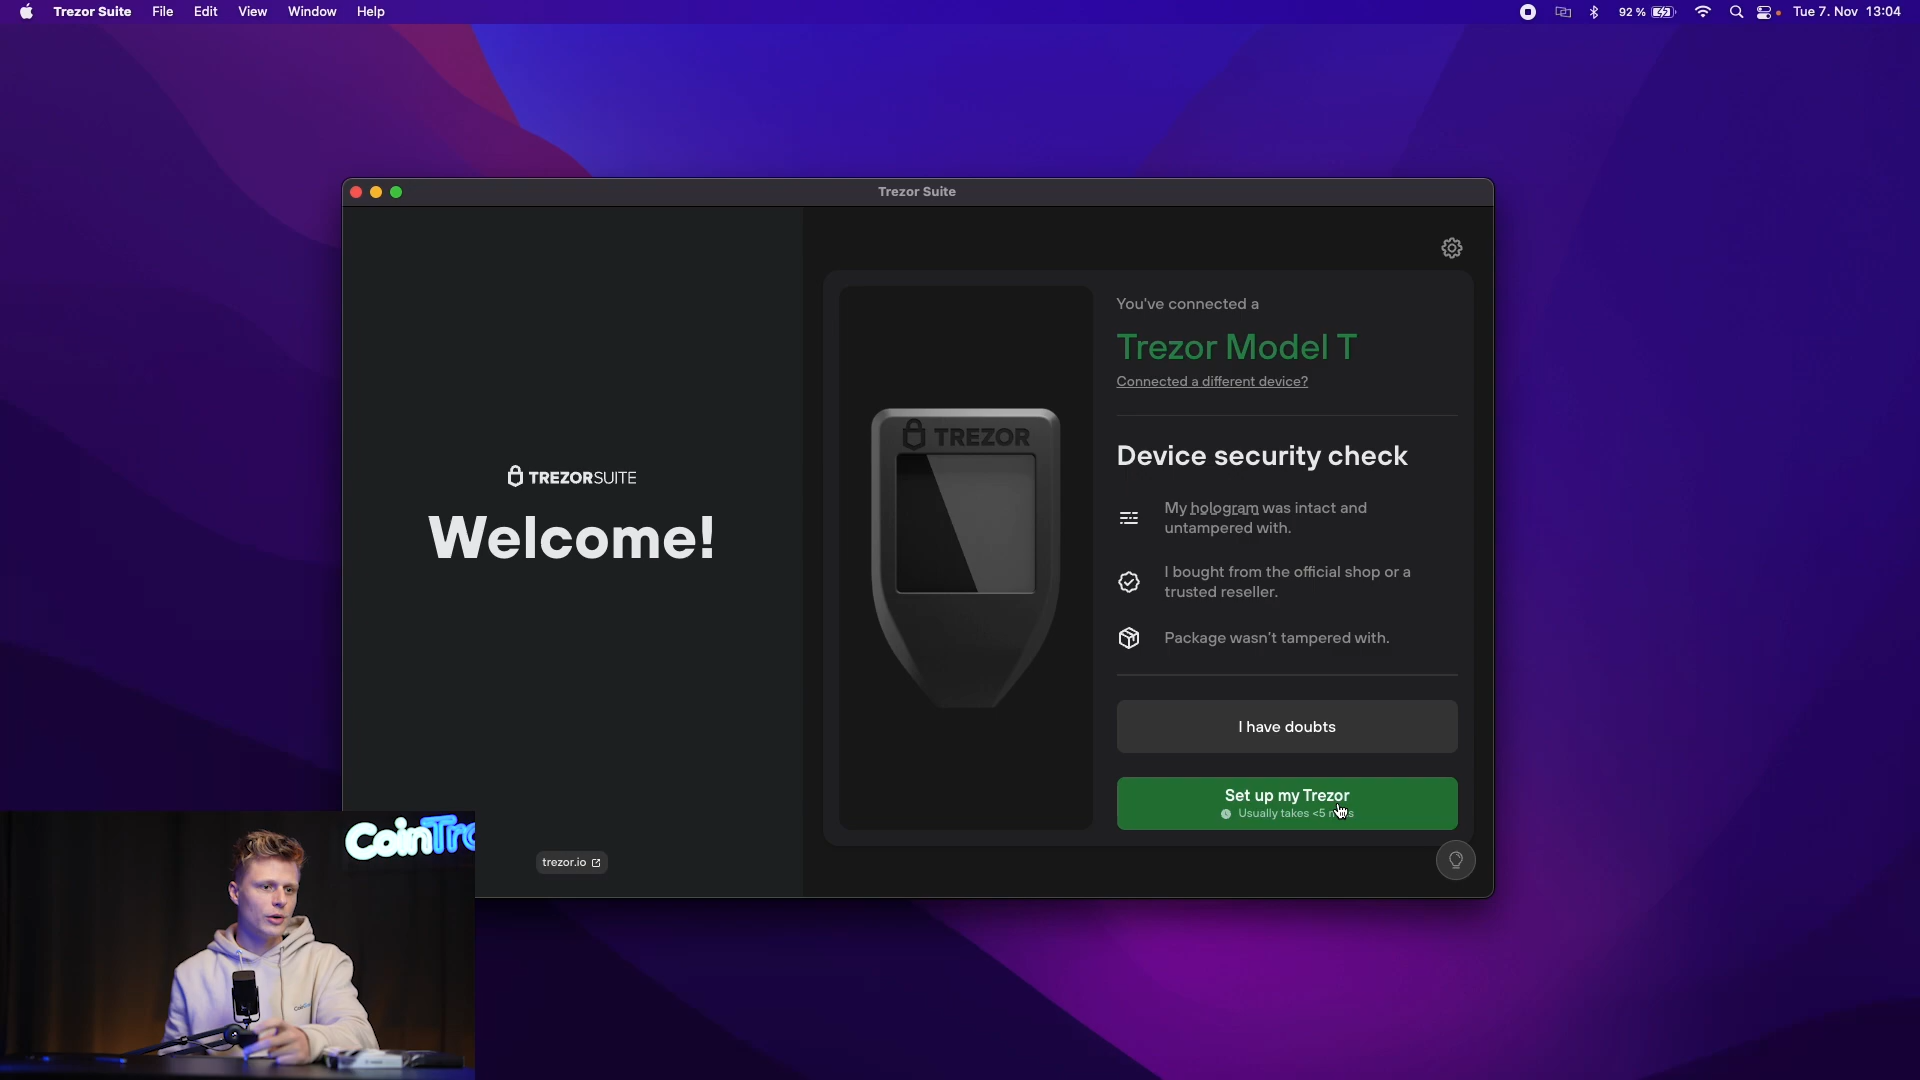 Trezor Suite File Edit View Window Help
92 % Tue 7. Nov 13:04
Trezor Suite
TREZORSUITE
Welcome!
trezor.io
TREZOR
You've connected a
Trezor Model T
Connected a different device?
Device security check
My hologram was intact and
untampered with.
I bought from the official shop or a
trusted reseller.
Package wasn't tampered with.
I have doubts
Set up my Trezor
Usually takes <5
CoinTr